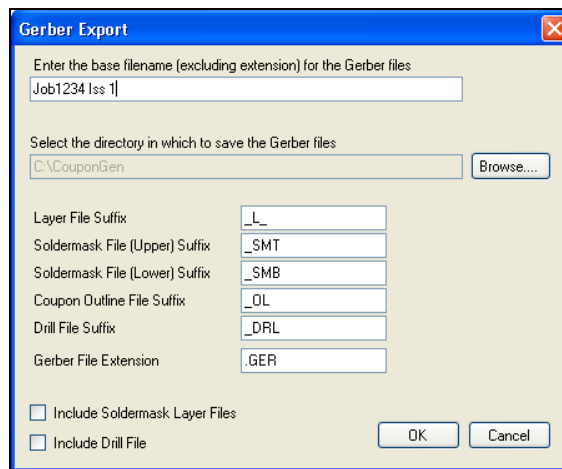 Gerber Export
Enter the base filename (excluding extension) for the Gerber files
Job1234 Iss 1
Select the directory in which to save the Gerber files
C:\CouponGen
Browse....
Layer File Suffix
_L_
Soldermask File (Upper) Suffix
_SMT
Soldermask File (Lower) Suffix
_SMB
Coupon Outline File Suffix
_OL
Drill File Suffix
_DRL
Gerber File Extension
.GER
Include Soldermask Layer Files
Include Drill File
OK
Cancel